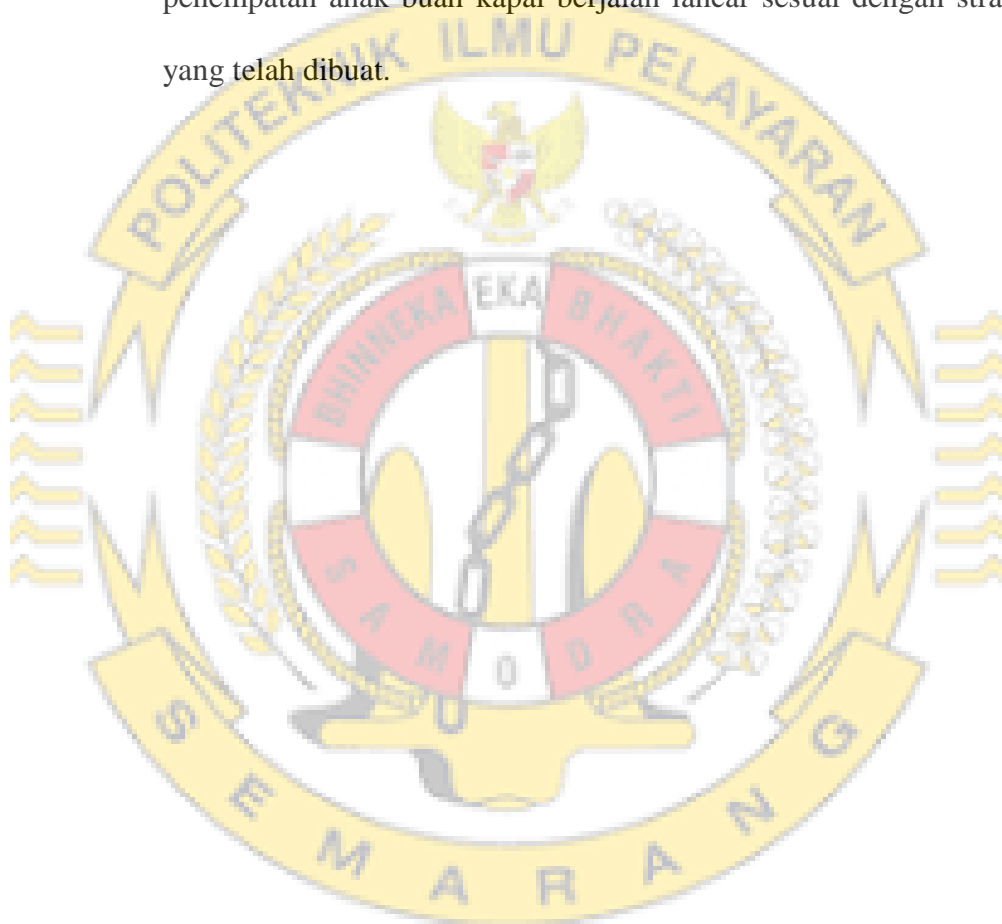 penempatan anak buah kapal berjalan lancar sesuai dengan stra
yang telah dibuat.
POLITEKNIK ILMU PELAYARAN
BHINNEKA EKA BHAKTI
SAMODRA
SEMARANG